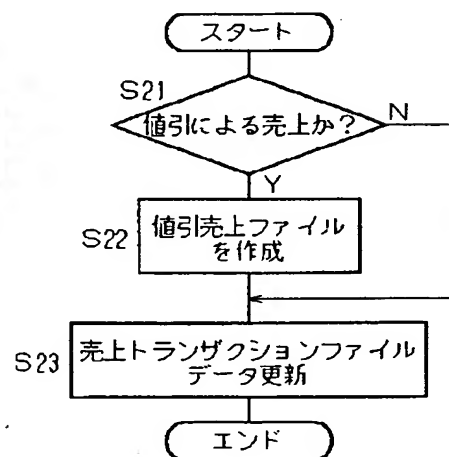 スタート
S21
値引による売上か?
N
Y
S22
値引売上ファイル
を作成
S23
売上トランザクションファイル
データ更新
エンド